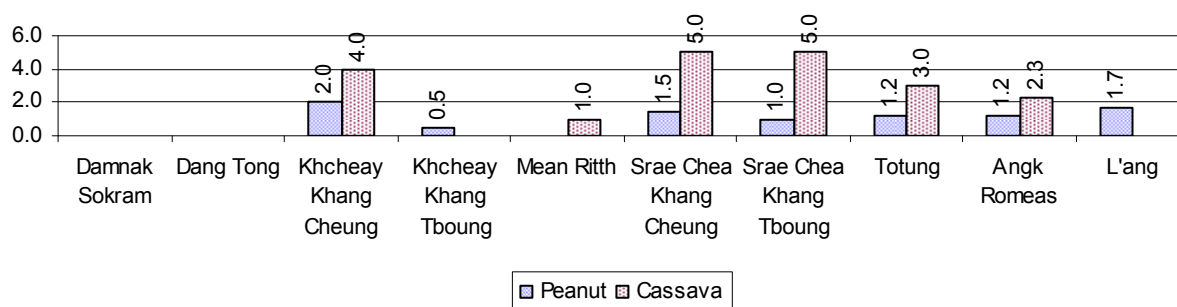 6.0
4.0
2.0
0.0
2.0
4.0
0.5
1.0
1.5
5.0
1.0
5.0
1.2
3.0
1.2
2.3
1.7
Damnak Sokram
Dang Tong
Khcheay Khang Cheung
Khcheay Khang Tboung
Mean Ritth
Srae Chea Khang Cheung
Srae Chea Khang Tboung
Totung
Angk Romeas
L'ang
Peanut
Cassava